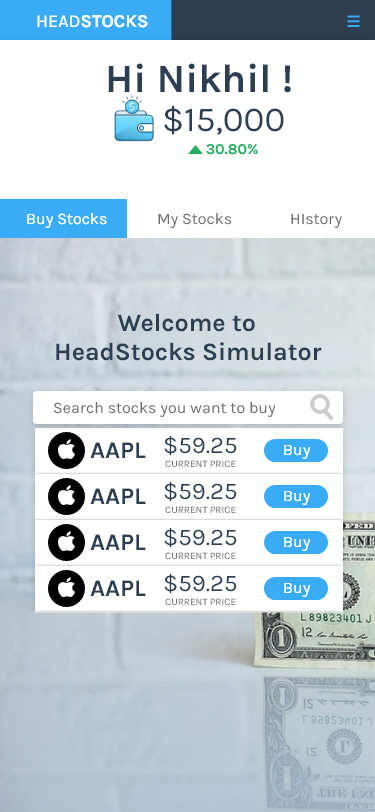 HEADSTOCKS
Hi Nikhil !
$15,000
30.80%
Buy Stocks My Stocks HIstory
Welcome to
HeadStocks Simulator
Search stocks you want to buy
AAPL $59.25 Buy
CURRENT PRICE
AAPL $59.25 Buy
CURRENT PRICE
AAPL $59.25 Buy
CURRENT PRICE
AAPL $59.25 Buy
CURRENT PRICE
L 89823401 J
1